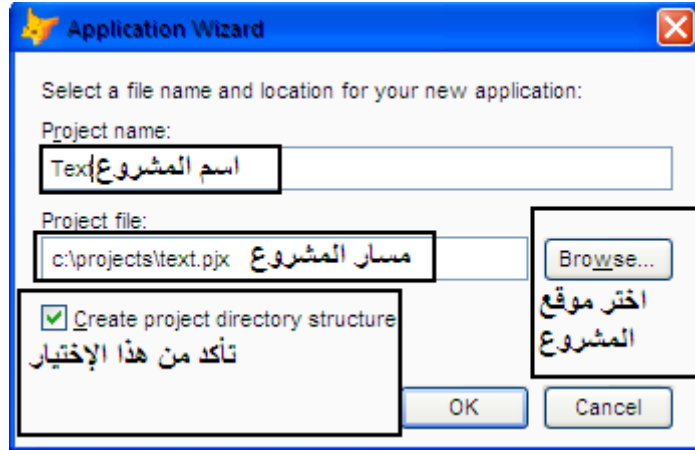 Application Wizard
Select a file name and location for your new application:
Project name:
Text اسم المشروع
Project file:
c:\projects\text.pjx مسار المشروع
Browse...
اختر موقع
المشروع
Create project directory structure
تأكد من هذا الإختيار
OK
Cancel